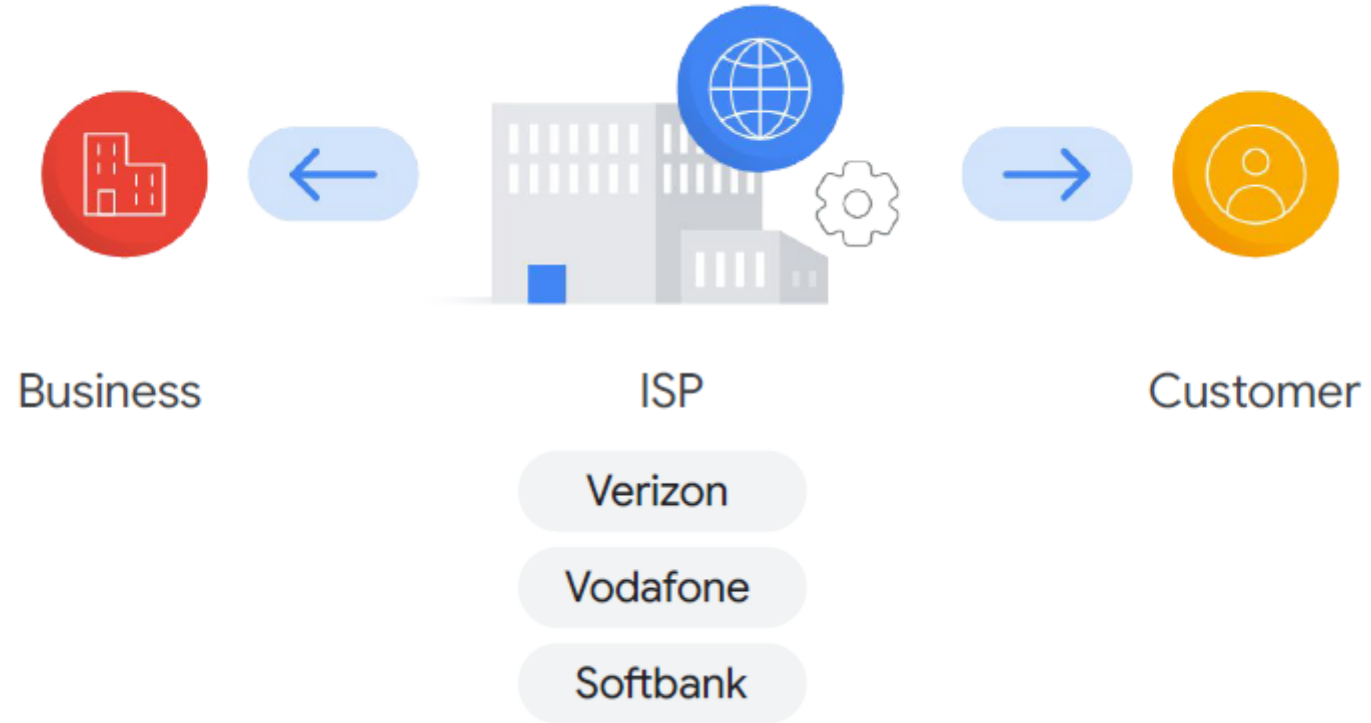 Business
ISP
Customer
Verizon
Vodafone
Softbank